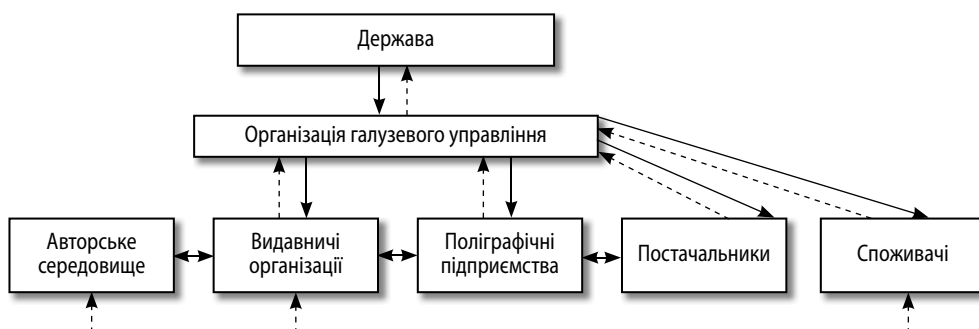 Держава
Організація галузевого управління
Авторське
середовище
Видавничі
організації
Поліграфічні
підприємства
Постачальники
Споживачі